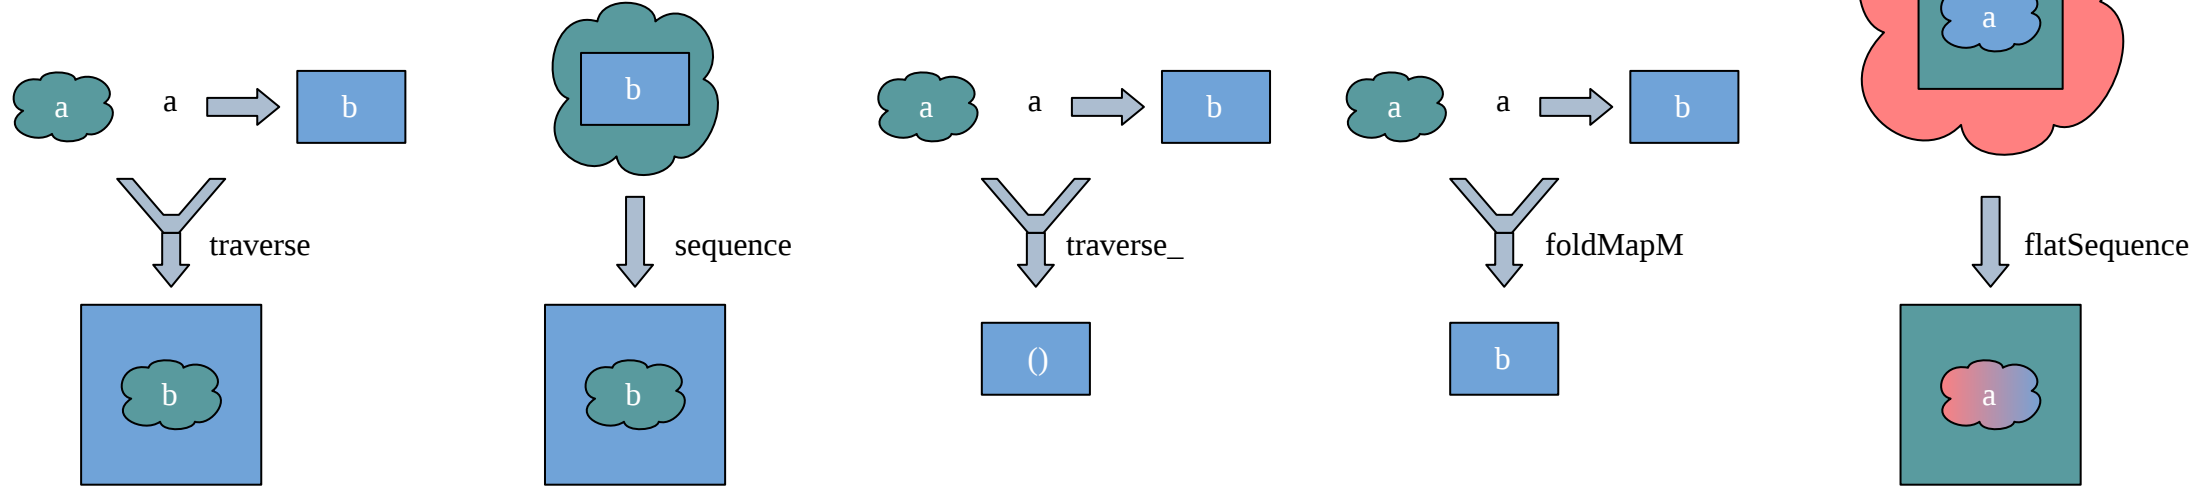 a a b
traverse
b
b
sequence
b
a a b
traverse_
()
a a b
foldMapM
b
a
flatSequence
a